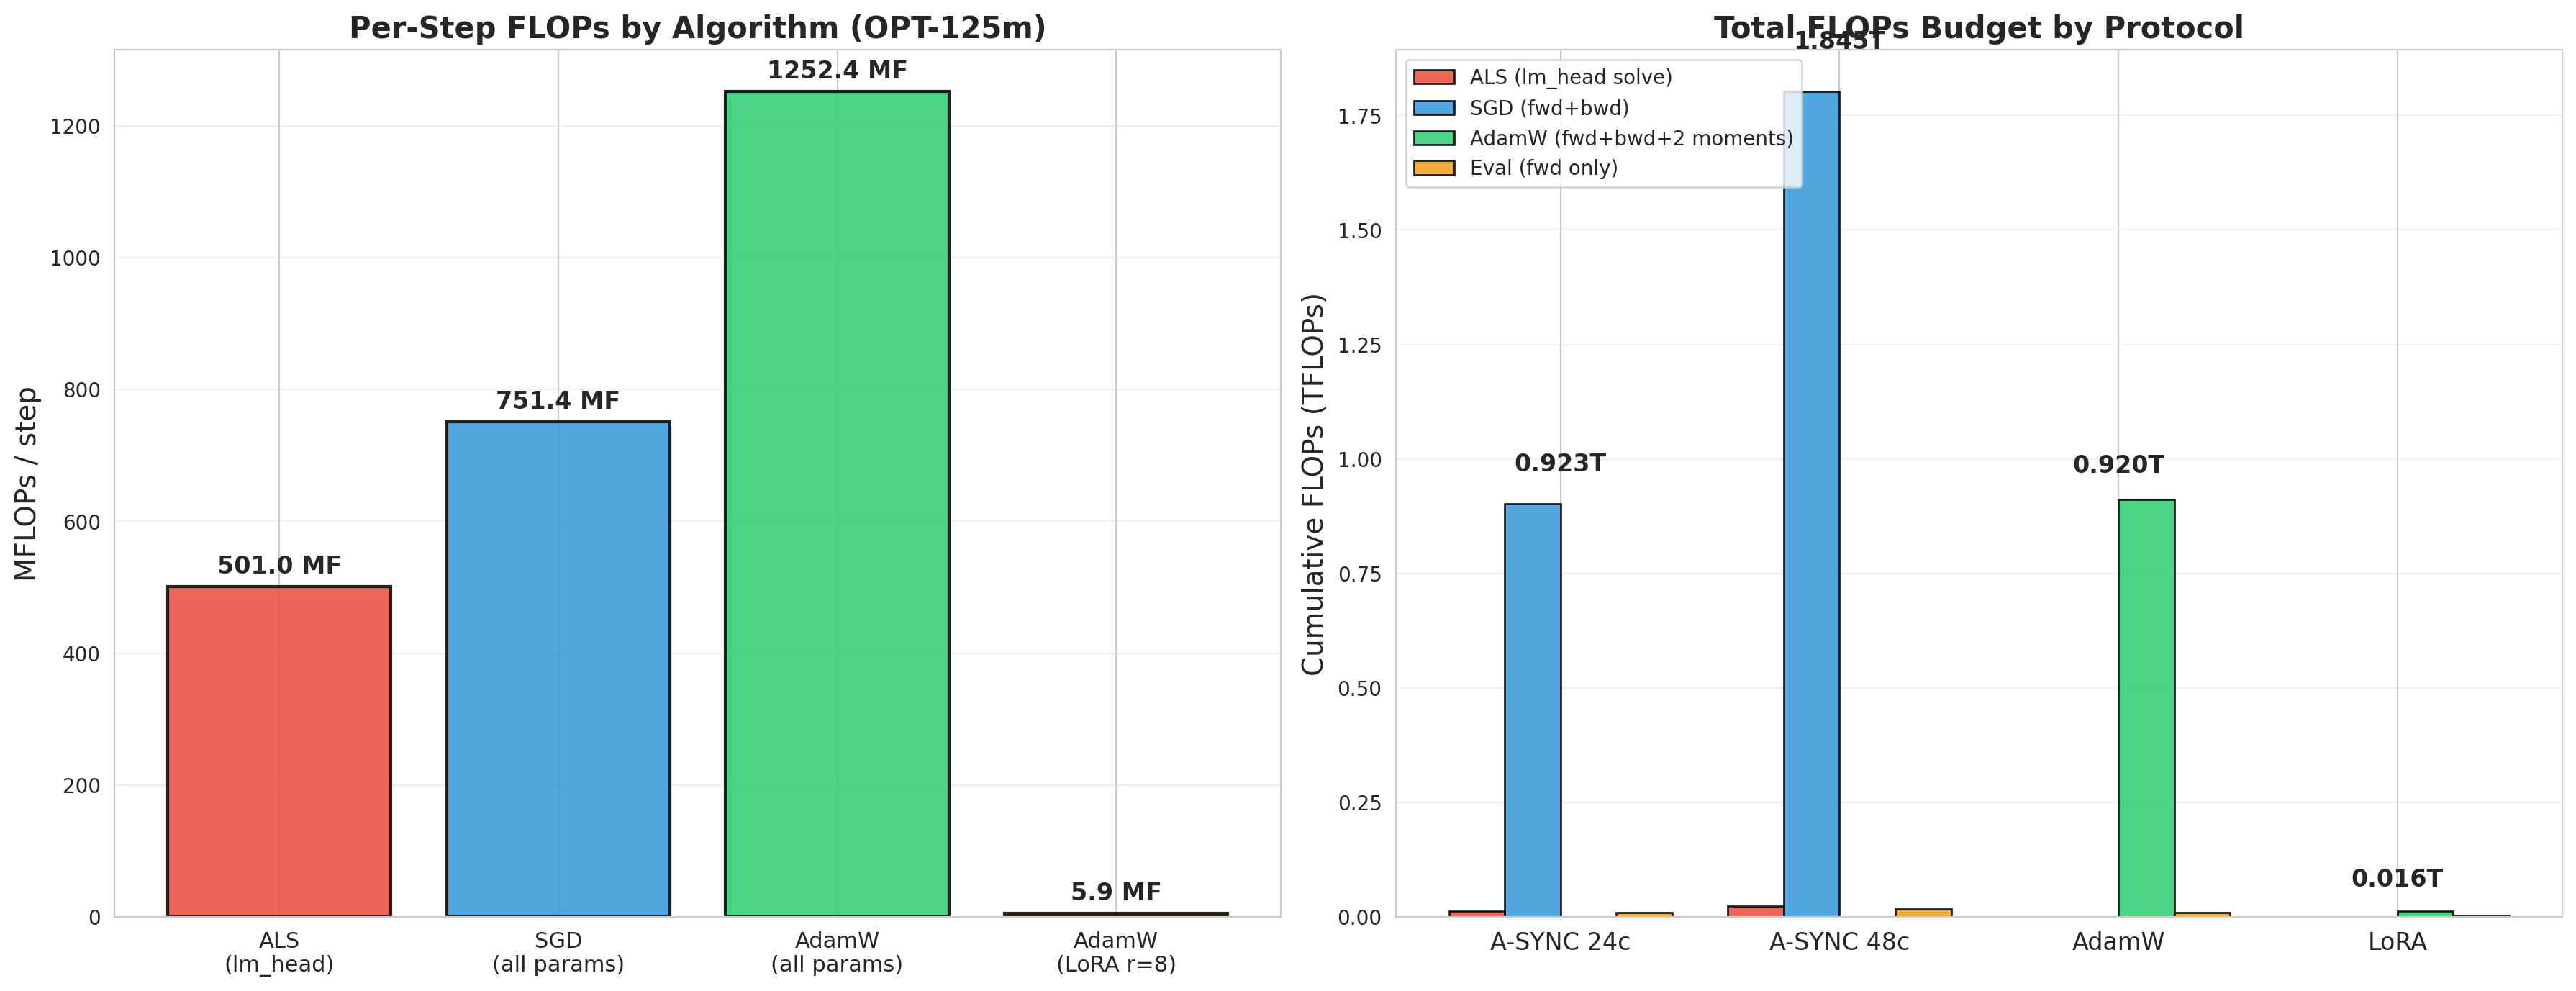 Per-Step FLOPs by Algorithm (OPT-125m)
MFLOPs / step
1200
1000
800
600
400
200
0
501.0 MF
751.4 MF
1252.4 MF
5.9 MF
ALS
(lm_head)
SGD
(all params)
AdamW
(all params)
AdamW
(LoRA r=8)
Total FLOPs Budget by Protocol
1.845T
Cumulative FLOPs (TFLOPs)
ALS (lm_head solve)
SGD (fwd+bwd)
AdamW (fwd+bwd+2 moments)
Eval (fwd only)
1.75
1.50
1.25
1.00
0.75
0.50
0.25
0.00
0.923T
0.920T
0.016T
A-SYNC 24c
A-SYNC 48c
AdamW
LoRA